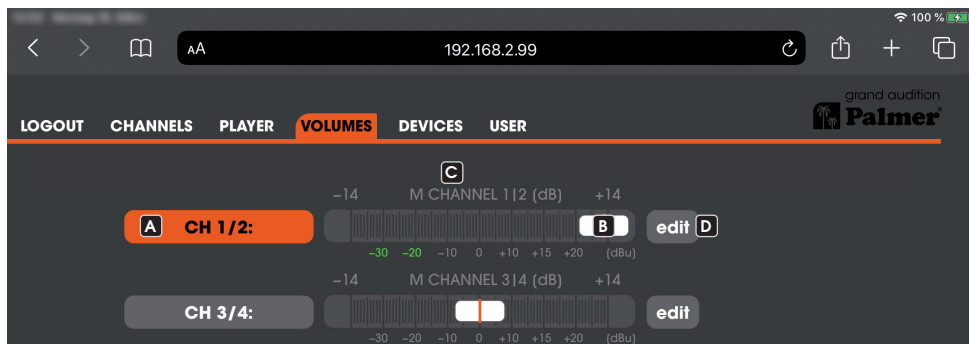 100 %
AA 192.168.2.99
grand audition
Palmer®
LOGOUT CHANNELS PLAYER VOLUMES DEVICES USER
C
−14 M CHANNEL 1|2 (dB) +14
A CH 1/2: B edit D
−30 −20 −10 0 +10 +15 +20 (dBu)
−14 M CHANNEL 3|4 (dB) +14
CH 3/4: edit
−30 −20 −10 0 +10 +15 +20 (dBu)